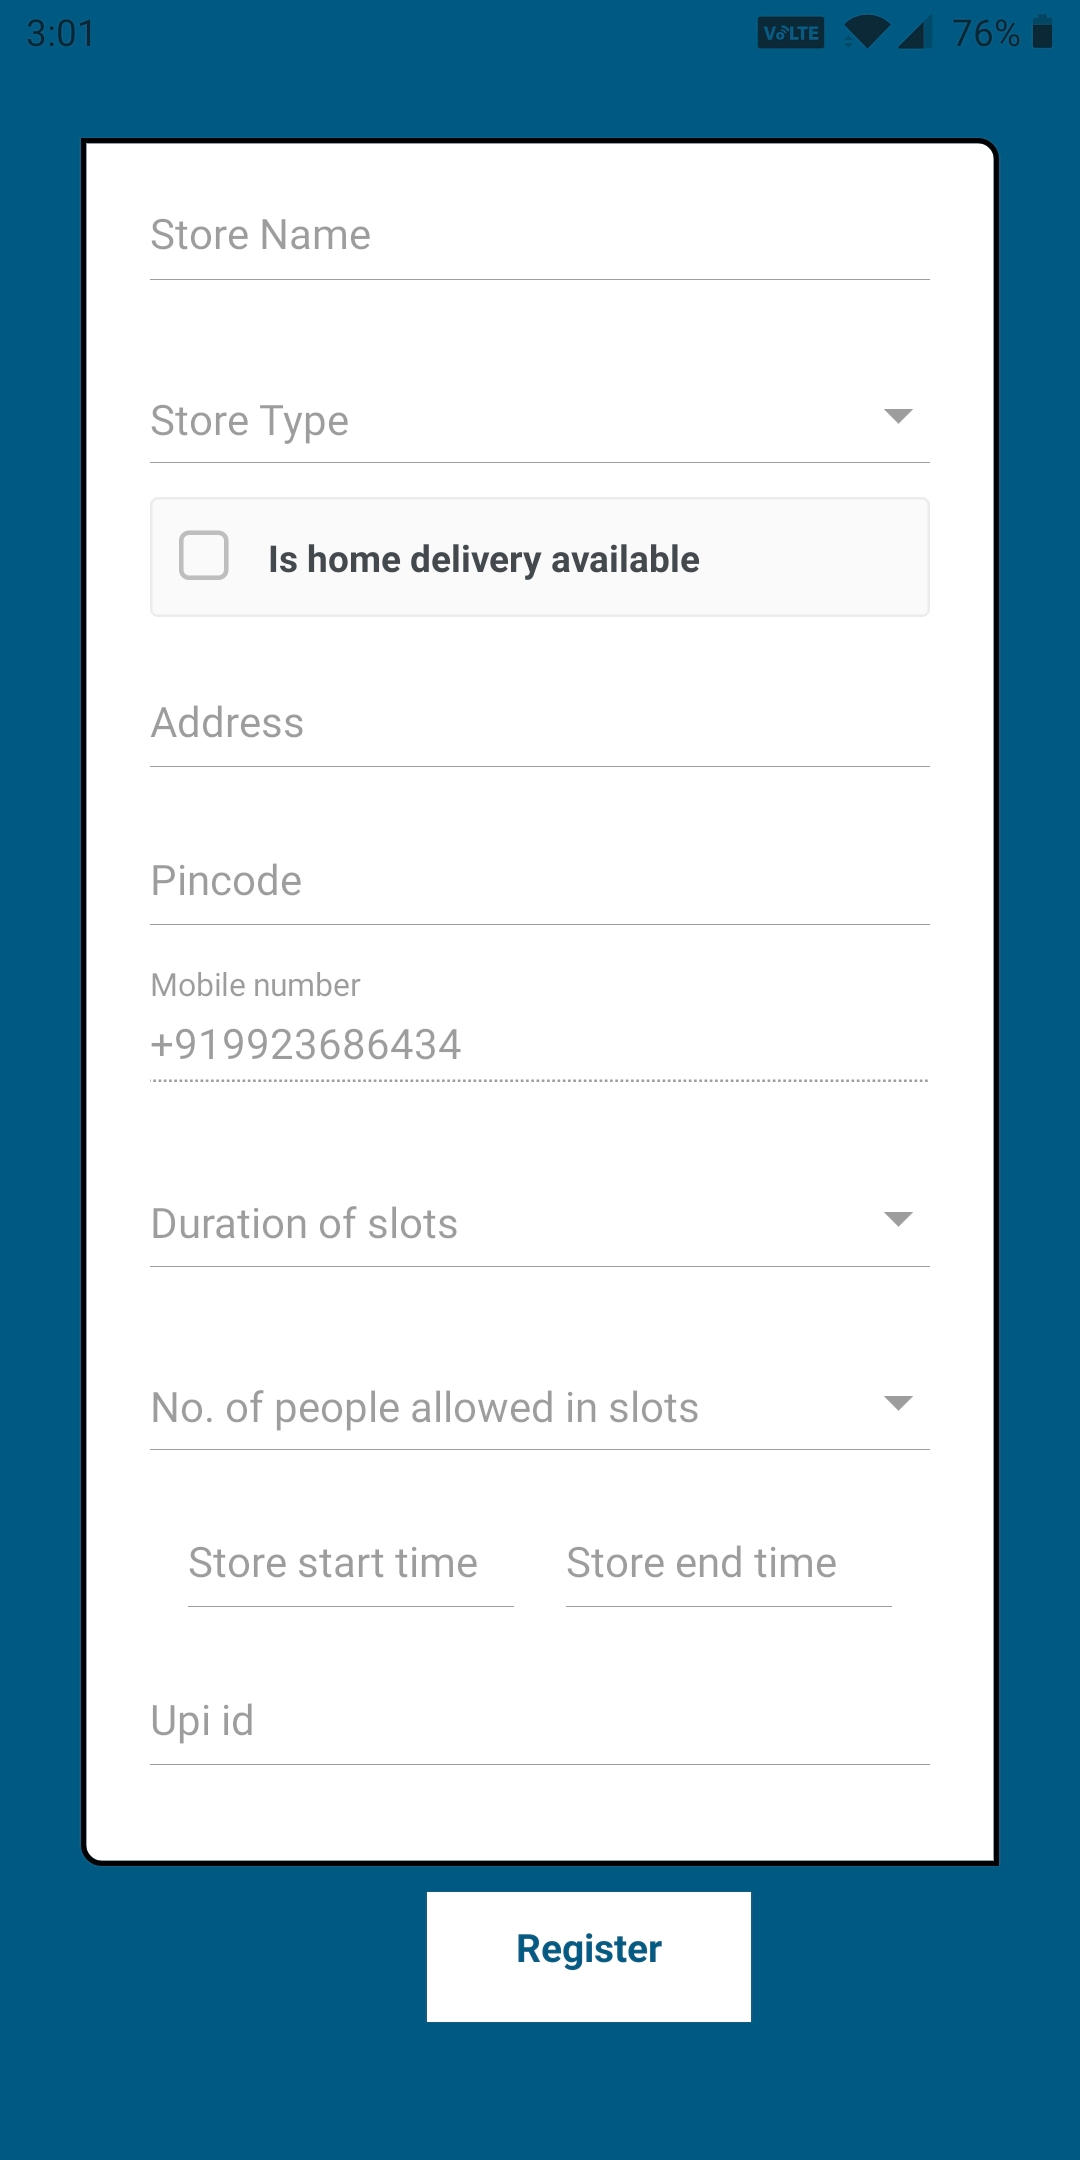 3:01 VoLTE 76%
Store Name
Store Type
Is home delivery available
Address
Pincode
Mobile number
+919923686434
Duration of slots
No. of people allowed in slots
Store start time Store end time
Upi id
Register